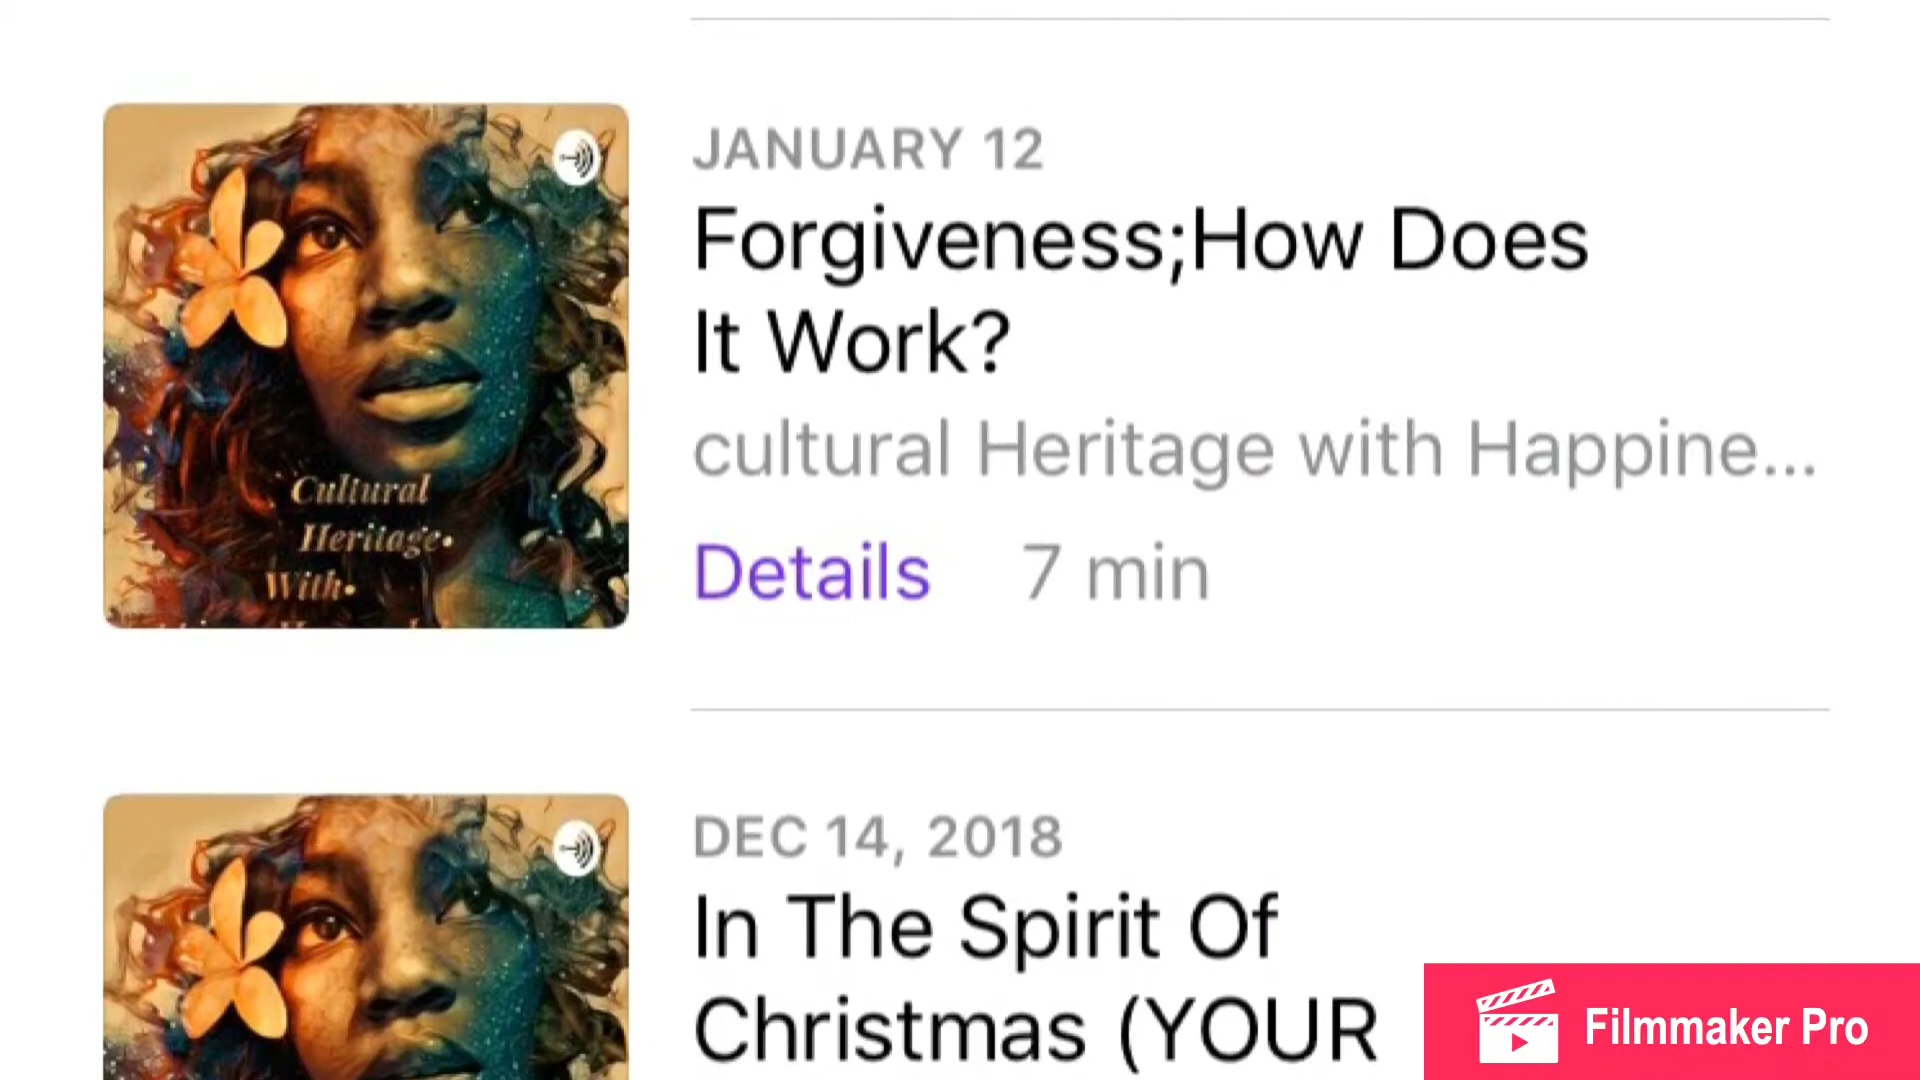 JANUARY 12
Forgiveness;How Does
It Work?
cultural Heritage with Happine...
Details 7 min
Cultural
Heritage•
With•
DEC 14, 2018
In The Spirit Of
Christmas (YOUR
Filmmaker Pro